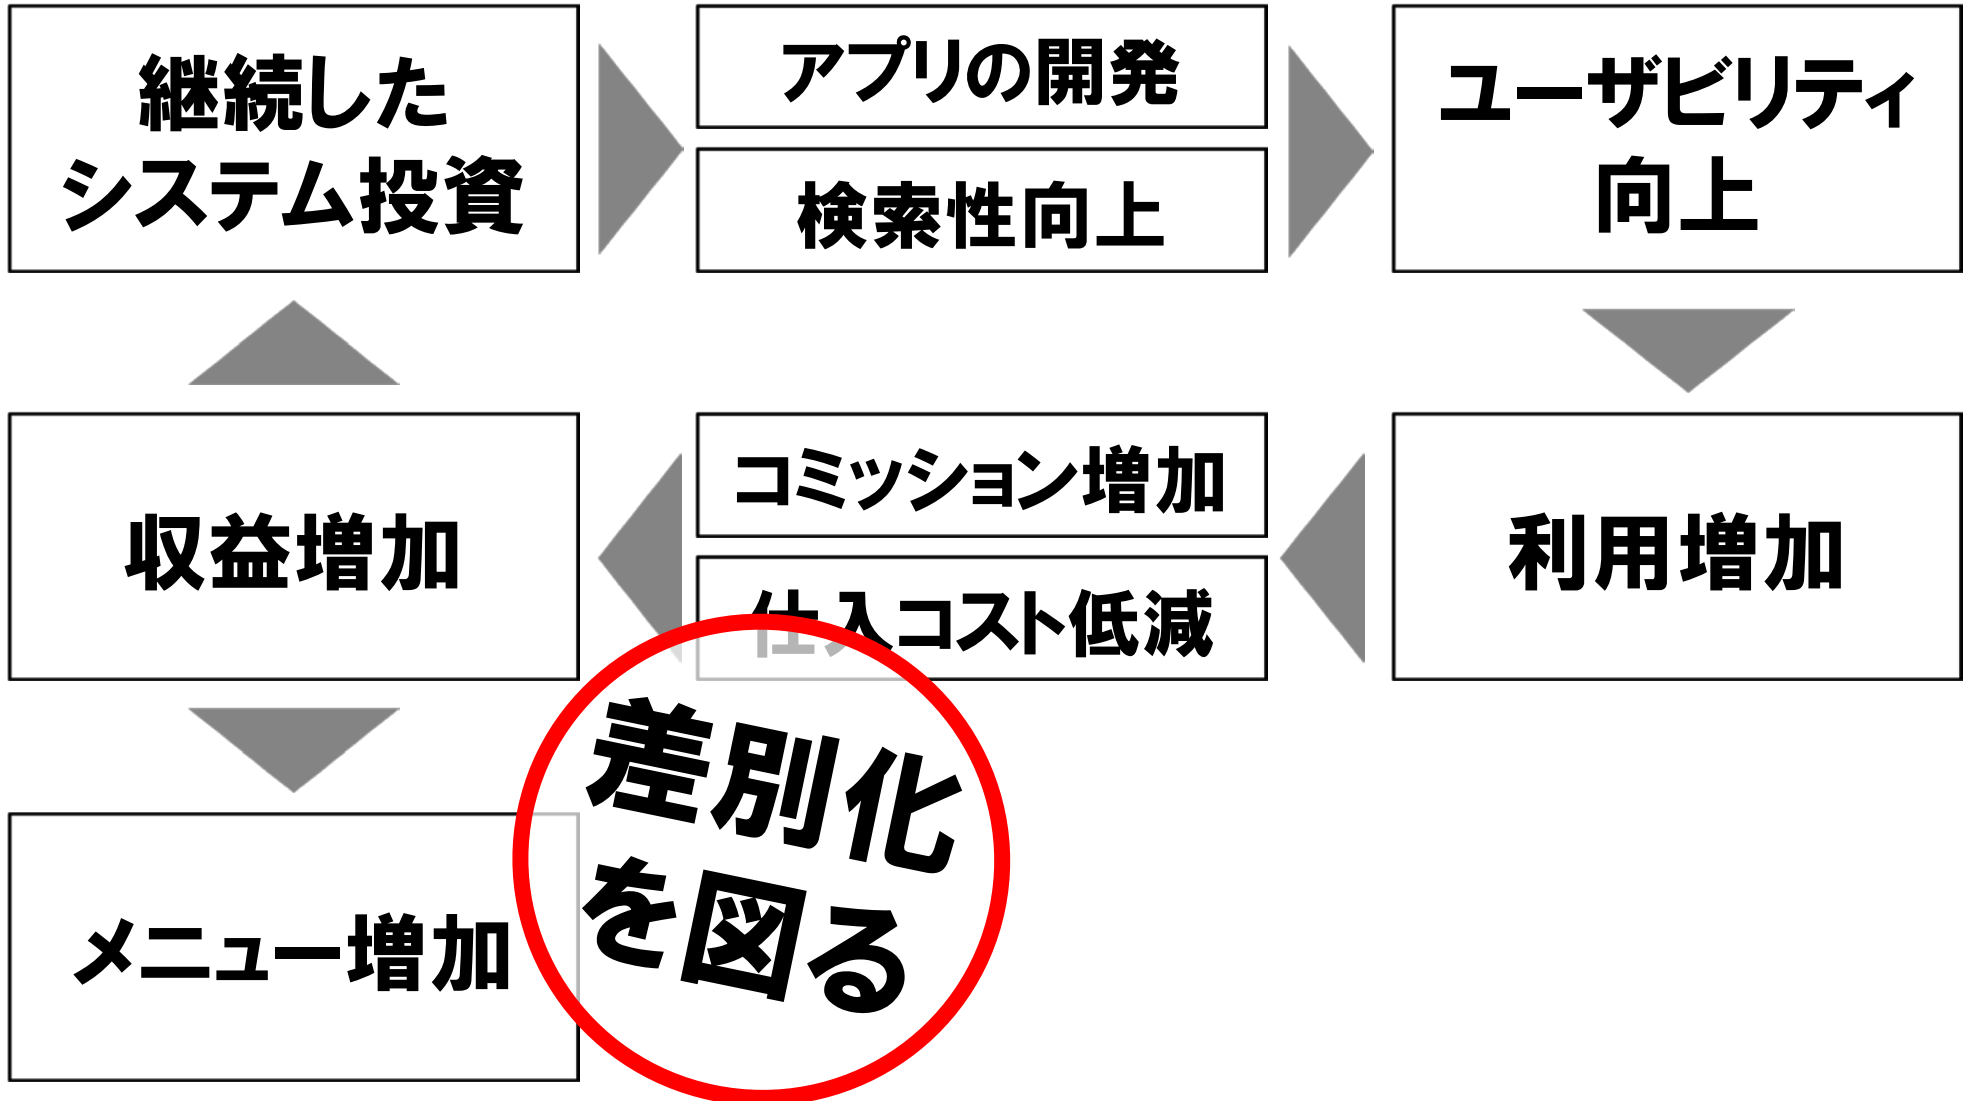 継続した
システム投資
アプリの開発
検索性向上
ユーザビリティ
向上
収益増加
コミッション増加
仕入コスト低減
利用増加
メニュー増加
差別化
を図る